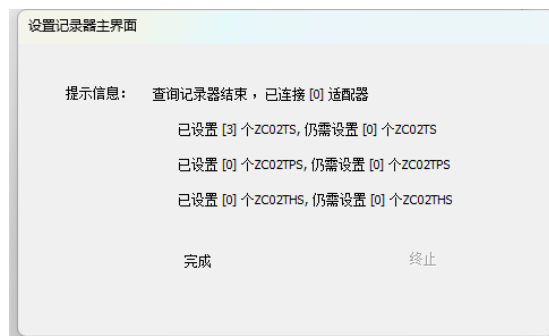 设置记录器主界面
提示信息： 查询记录器结束，已连接 [0] 适配器
已设置 [3] 个ZC02TS, 仍需设置 [0] 个ZC02TS
已设置 [0] 个ZC02TPS, 仍需设置 [0] 个ZC02TPS
已设置 [0] 个ZC02THS, 仍需设置 [0] 个ZC02THS
完成 终止